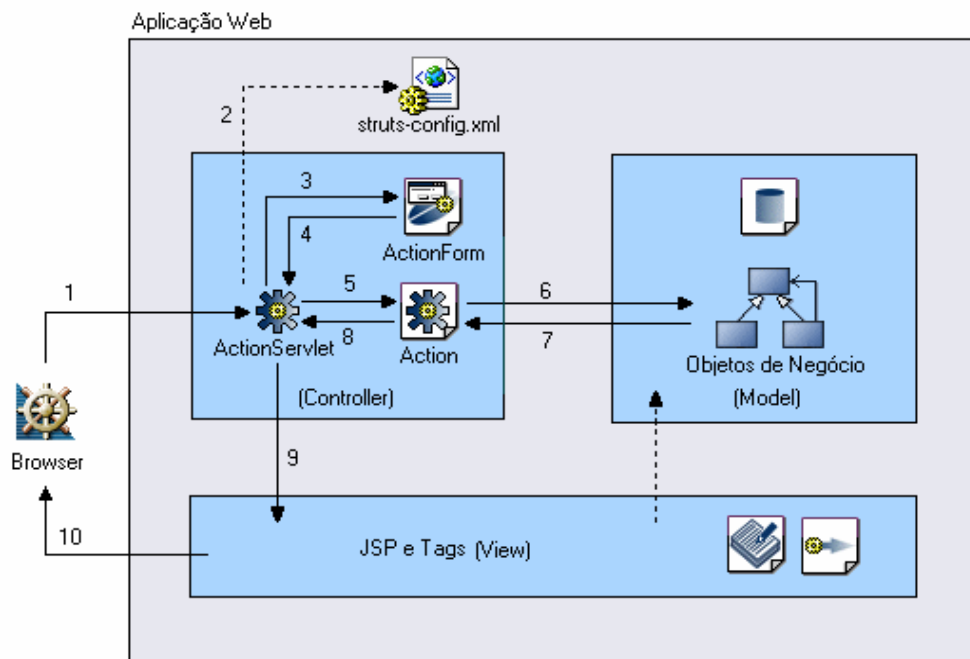 Aplicação Web
2
struts-config.xml
3
4
ActionForm
1
5
6
8
7
ActionServlet
Action
Objetos de Negócio
(Controller)
(Model)
Browser
9
10
JSP e Tags (View)